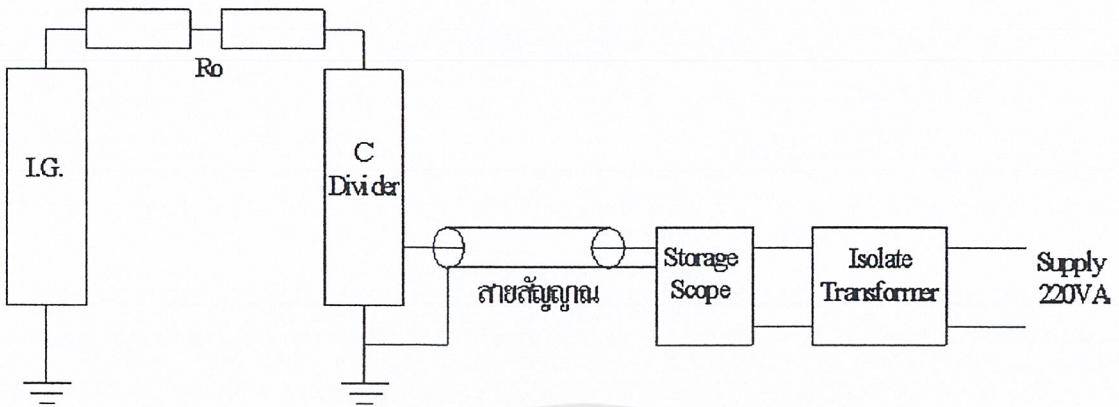 Ro
I.G.
C
Divider
สายสัญญาณ
Storage
Scope
Isolate
Transformer
Supply
220VA